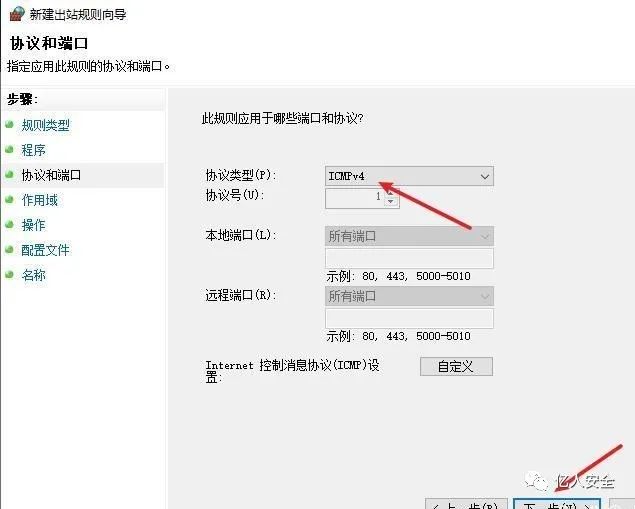 新建出站规则向导
协议和端口
指定应用此规则的协议和端口。
步骤:
规则类型
程序
协议和端口
作用域
操作
配置文件
名称
此规则应用于哪些端口和协议?
协议类型(P): ICMPv4
协议号(U): 1
本地端口(L): 所有端口
示例: 80, 443, 5000-5010
远程端口(R): 所有端口
示例: 80, 443, 5000-5010
Internet 控制消息协议(ICMP)设
置: 自定义
亿人安全
< 上一步(B) 下一步(N) >